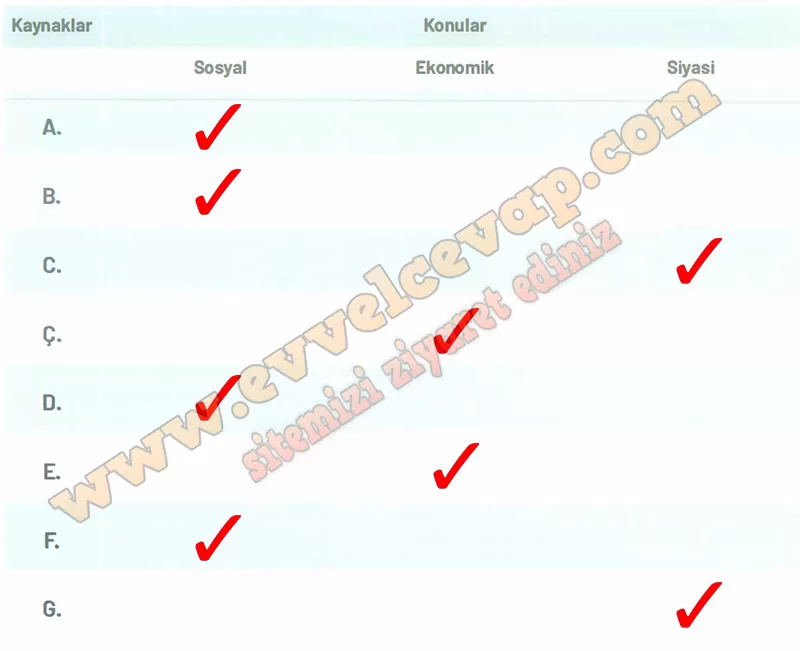 Kaynaklar Konular
Sosyal Ekonomik Siyasi
A. ✓
B. ✓
C. ✓
Ç. ✓
D. ✓
E. ✓
F. ✓
G. ✓
www.evvelcevap.com
sitemizi ziyaret ediniz